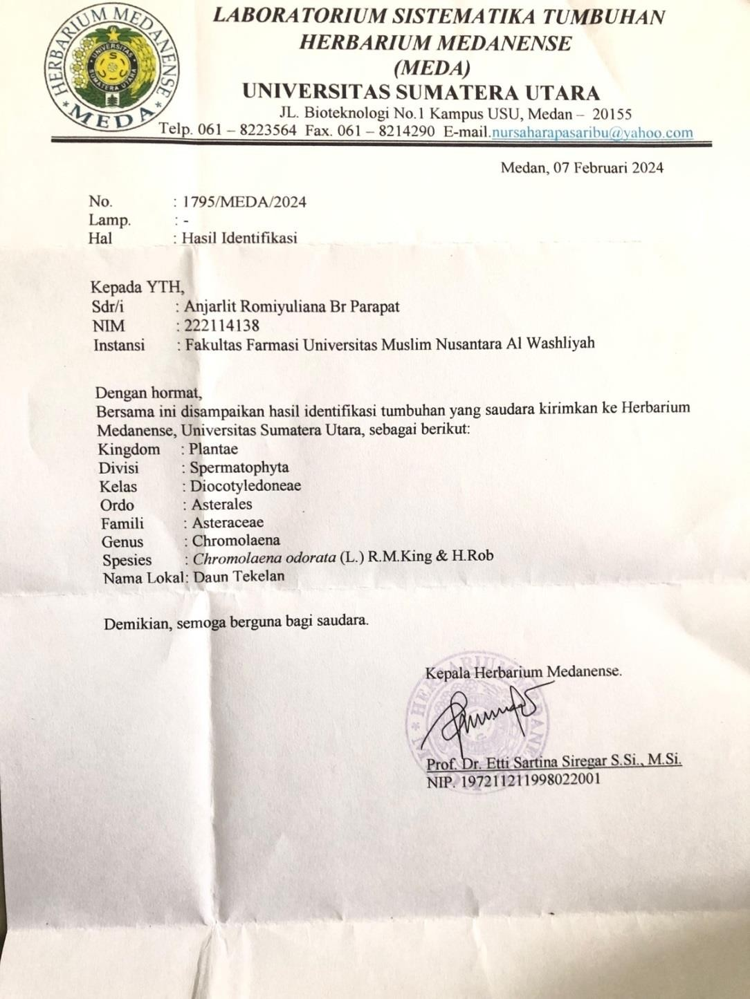 HERBARIUM MEDANENSE
* MEDA *
UNIVERSITAS
SUMATERA UTARA
LABORATORIUM SISTEMATIKA TUMBUHAN
HERBARIUM MEDANENSE
(MEDA)
UNIVERSITAS SUMATERA UTARA
JL. Bioteknologi No.1 Kampus USU, Medan – 20155
Telp. 061 – 8223564 Fax. 061 – 8214290 E-mail.nursaharapasaribu@yahoo.com
Medan, 07 Februari 2024
No. : 1795/MEDA/2024
Lamp. : -
Hal : Hasil Identifikasi
Kepada YTH,
Sdr/i : Anjarlit Romiyuliana Br Parapat
NIM : 222114138
Instansi : Fakultas Farmasi Universitas Muslim Nusantara Al Washliyah
Dengan hormat,
Bersama ini disampaikan hasil identifikasi tumbuhan yang saudara kirimkan ke Herbarium
Medanense, Universitas Sumatera Utara, sebagai berikut:
Kingdom : Plantae
Divisi : Spermatophyta
Kelas : Diocotyledoneae
Ordo : Asterales
Famili : Asteraceae
Genus : Chromolaena
Spesies : Chromolaena odorata (L.) R.M.King & H.Rob
Nama Lokal: Daun Tekelan
Demikian, semoga berguna bagi saudara.
Kepala Herbarium Medanense.
Prof. Dr. Etti Sartina Siregar S.Si., M.Si.
NIP. 197211211998022001